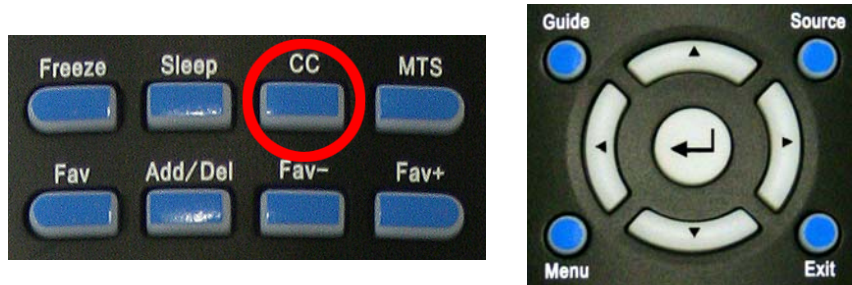 Freeze Sleep CC MTS
Fav Add/Del Fav- Fav+
Guide Source
Menu Exit